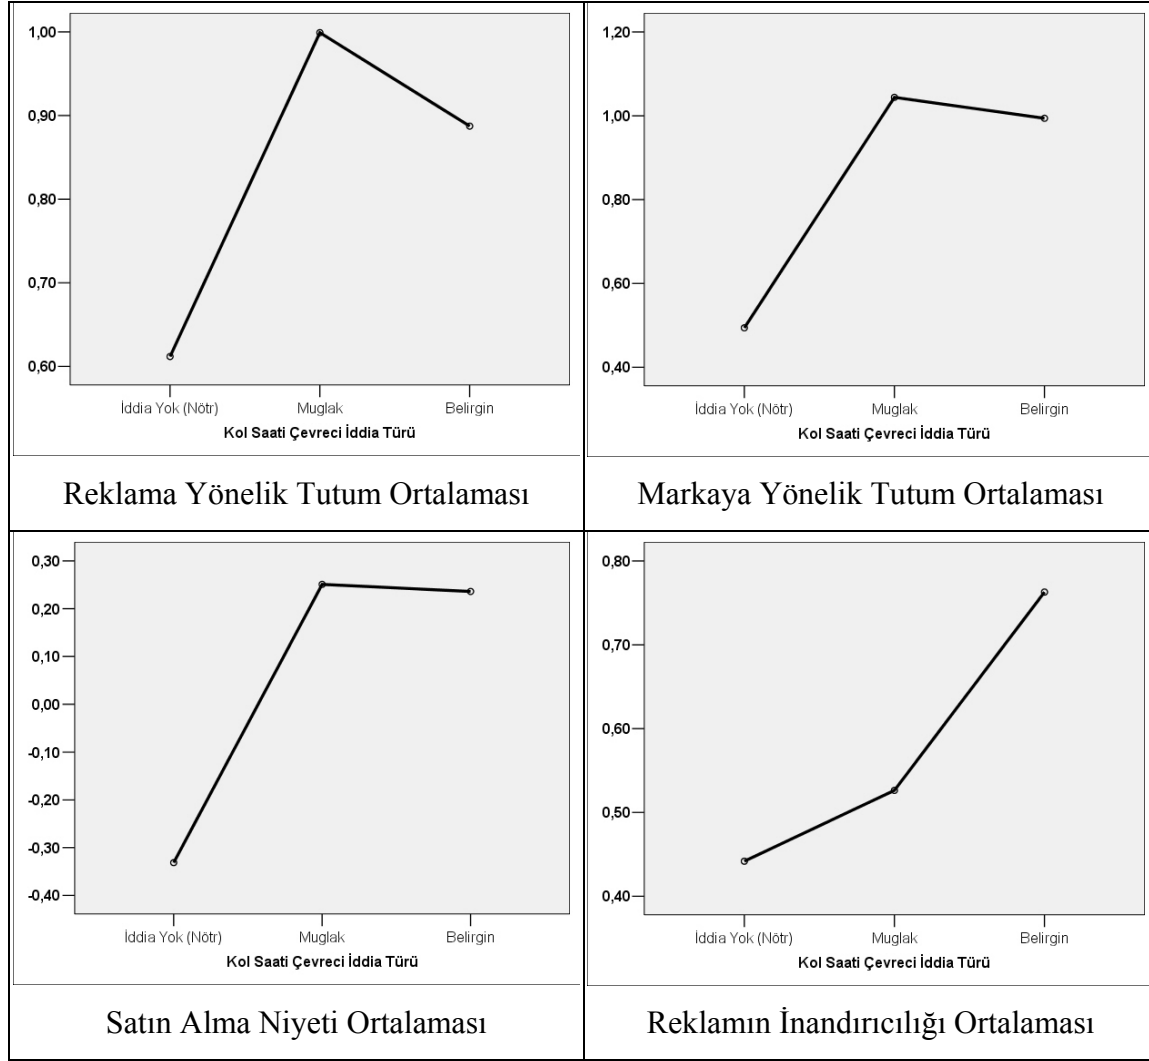 1,00
0,90
0,80
0,70
0,60
İddia Yok (Nötr) Muglak Belirgin
Kol Saati Çevreci İddia Türü
Reklama Yönelik Tutum Ortalaması
1,20
1,00
0,80
0,60
0,40
İddia Yok (Nötr) Muglak Belirgin
Kol Saati Çevreci İddia Türü
Markaya Yönelik Tutum Ortalaması
0,30
0,20
0,10
0,00
-0,10
-0,20
-0,30
-0,40
İddia Yok (Nötr) Muglak Belirgin
Kol Saati Çevreci İddia Türü
Satın Alma Niyeti Ortalaması
0,80
0,70
0,60
0,50
0,40
İddia Yok (Nötr) Muglak Belirgin
Kol Saati Çevreci İddia Türü
Reklamın İnandırıcılığı Ortalaması